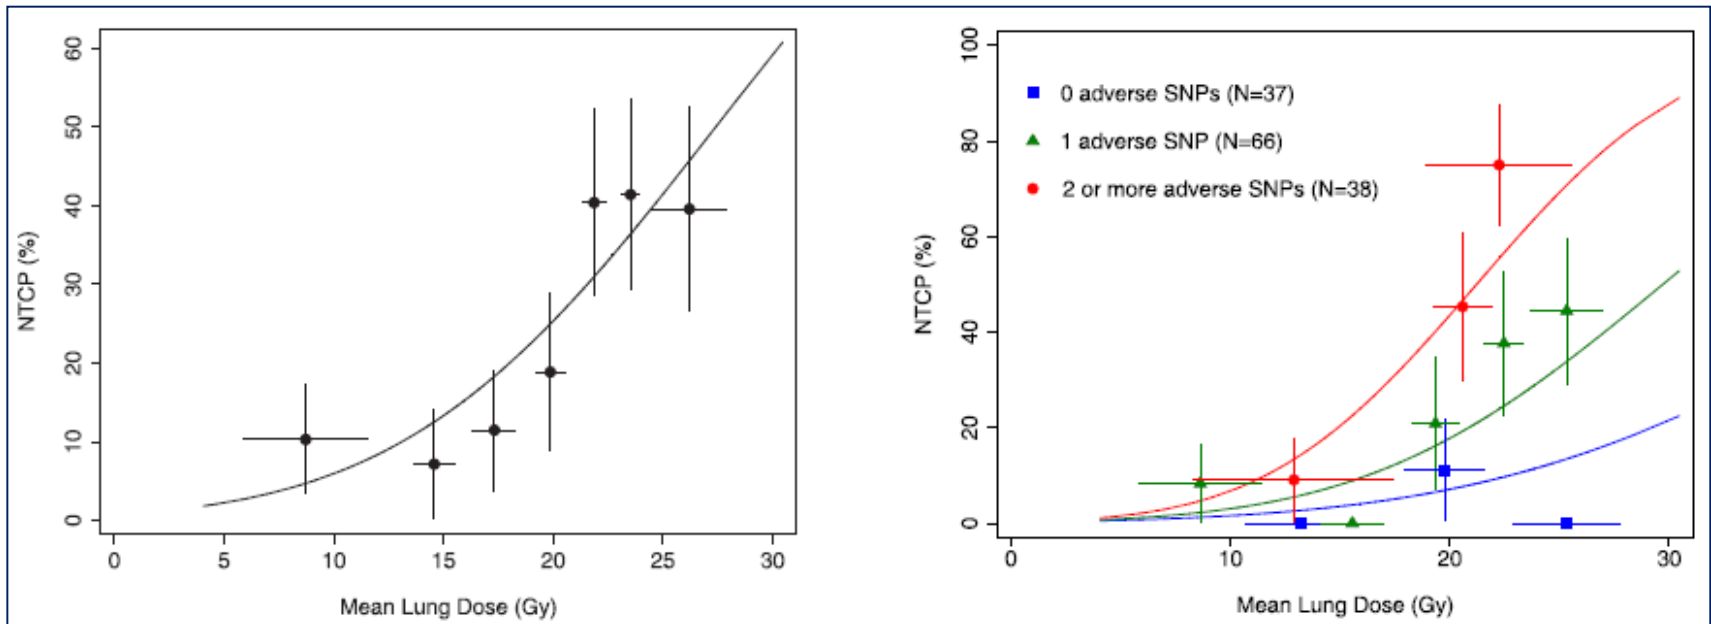 60
50
40
30
20
10
0
NTCP (%)
0 5 10 15 20 25 30
Mean Lung Dose (Gy)
100
80
60
40
20
0
NTCP (%)
0 adverse SNPs (N=37)
1 adverse SNP (N=66)
2 or more adverse SNPs (N=38)
0 10 20 30
Mean Lung Dose (Gy)